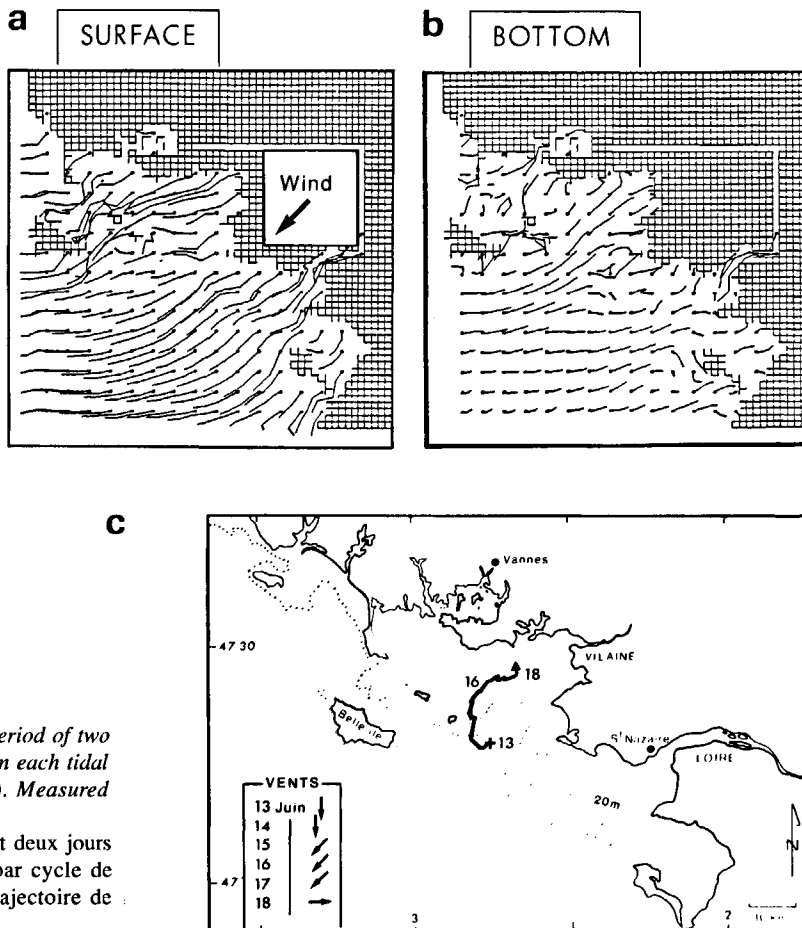 a
SURFACE
b
BOTTOM
Wind
c
Vannes
47 30
VILAINE
16
18
13
Belle ile
St Nazaire
LOIRE
20m
N
VENTS
13 Juin
14
15
16
17
18
47
3
2
eriod of two
n each tidal
). Measured
t deux jours
par cycle de
ajectoire de